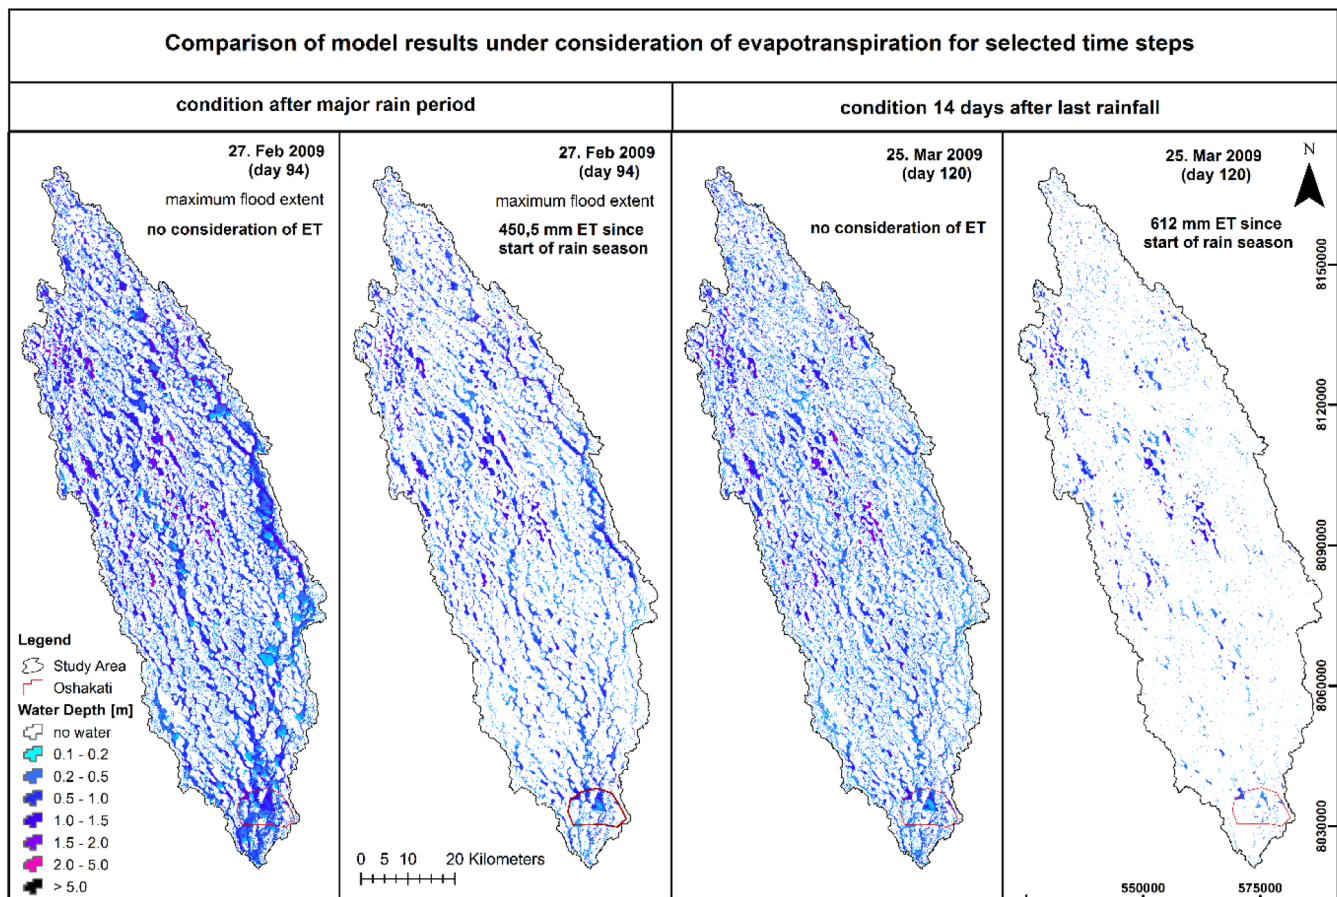 Comparison of model results under consideration of evapotranspiration for selected time steps
condition after major rain period
condition 14 days after last rainfall
27. Feb 2009
(day 94)
maximum flood extent
no consideration of ET
27. Feb 2009
(day 94)
maximum flood extent
450,5 mm ET since
start of rain season
25. Mar 2009
(day 120)
no consideration of ET
25. Mar 2009
(day 120)
612 mm ET since
start of rain season
N
8150000
8120000
8090000
8060000
8030000
550000
575000
Legend
Study Area
Oshakati
Water Depth [m]
no water
0.1 - 0.2
0.2 - 0.5
0.5 - 1.0
1.0 - 1.5
1.5 - 2.0
2.0 - 5.0
> 5.0
0 5 10 20 Kilometers